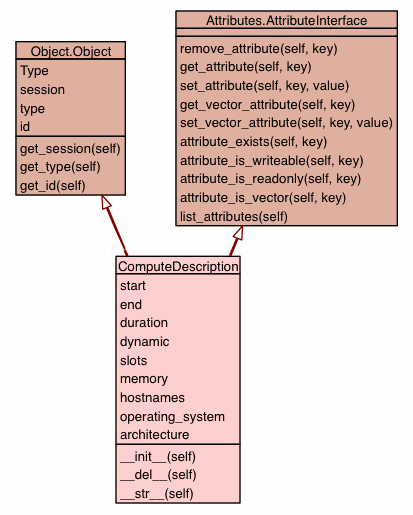 Object.Object
Type
session
type
id
get_session(self)
get_type(self)
get_id(self)
Attributes.AttributeInterface
remove_attribute(self, key)
get_attribute(self, key)
set_attribute(self, key, value)
get_vector_attribute(self, key)
set_vector_attribute(self, key, value)
attribute_exists(self, key)
attribute_is_writeable(self, key)
attribute_is_readonly(self, key)
attribute_is_vector(self, key)
list_attributes(self)
ComputeDescription
start
end
duration
dynamic
slots
memory
hostnames
operating_system
architecture
__init__(self)
__del__(self)
__str__(self)